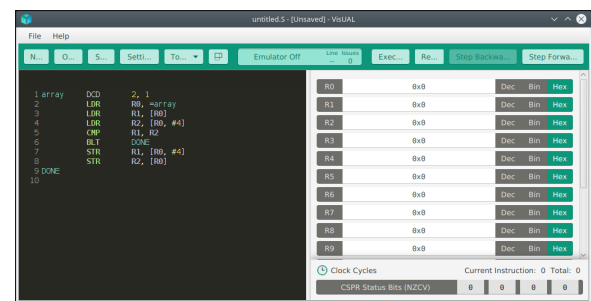 untitled.S - [Unsaved] - VisUAL
File Help
N... O... S... Setti... To... Emulator Off Line Issues -- 0 Exec... Re... Step Backwa... Step Forwa...
1 array DCD 2, 1
2 LDR R0, =array
3 LDR R1, [R0]
4 LDR R2, [R0, #4]
5 CMP R1, R2
6 BLT DONE
7 STR R1, [R0, #4]
8 STR R2, [R0]
9 DONE
10
R0 0x0 Dec Bin Hex
R1 0x0 Dec Bin Hex
R2 0x0 Dec Bin Hex
R3 0x0 Dec Bin Hex
R4 0x0 Dec Bin Hex
R5 0x0 Dec Bin Hex
R6 0x0 Dec Bin Hex
R7 0x0 Dec Bin Hex
R8 0x0 Dec Bin Hex
R9 0x0 Dec Bin Hex
Clock Cycles Current Instruction: 0 Total: 0
CSPR Status Bits (NZCV) 0 0 0 0